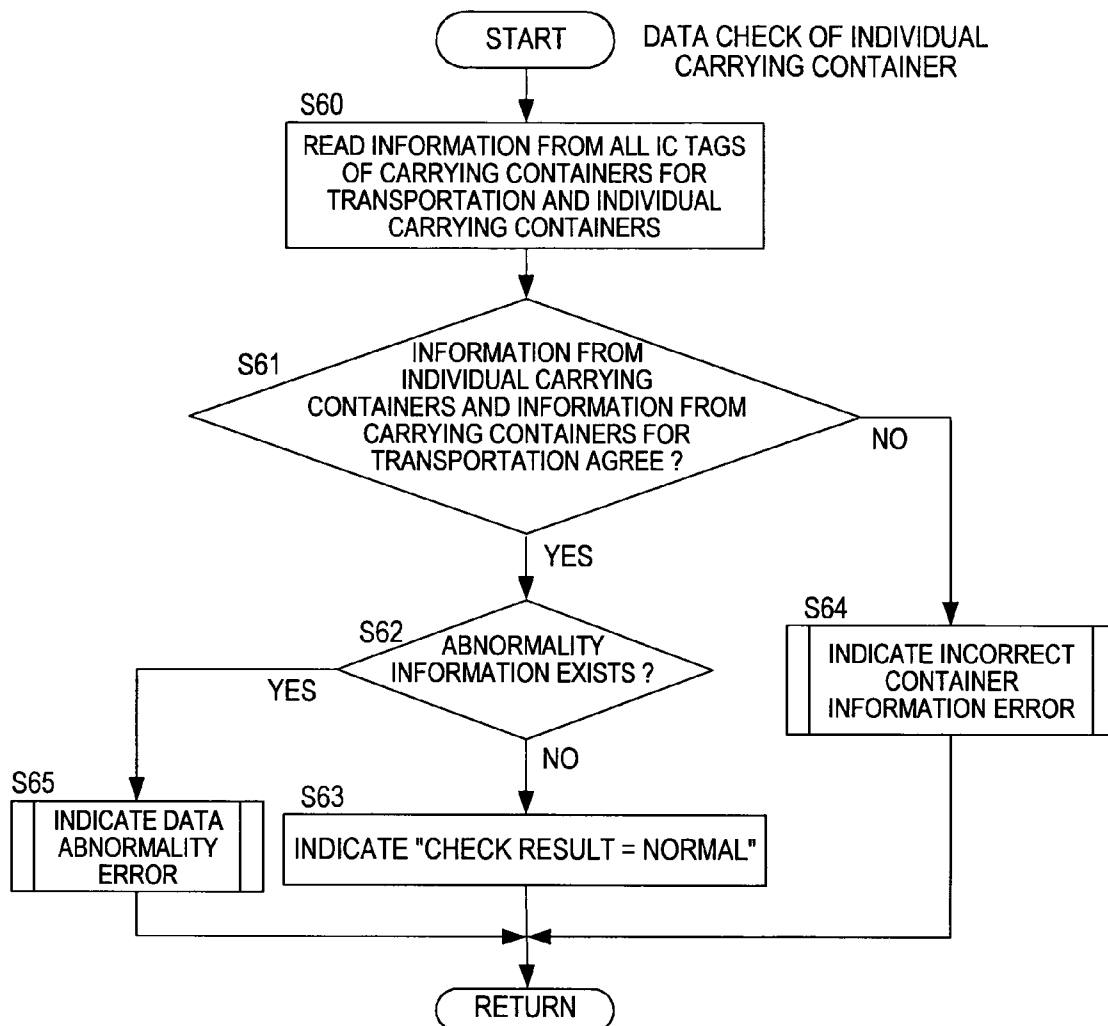 START
DATA CHECK OF INDIVIDUAL
CARRYING CONTAINER
S60
READ INFORMATION FROM ALL IC TAGS
OF CARRYING CONTAINERS FOR
TRANSPORTATION AND INDIVIDUAL
CARRYING CONTAINERS
S61
INFORMATION FROM
INDIVIDUAL CARRYING
CONTAINERS AND INFORMATION FROM
CARRYING CONTAINERS FOR
TRANSPORTATION AGREE ?
NO
YES
S62
ABNORMALITY
INFORMATION EXISTS ?
YES
NO
S64
INDICATE INCORRECT
CONTAINER
INFORMATION ERROR
S65
INDICATE DATA
ABNORMALITY
ERROR
S63
INDICATE "CHECK RESULT = NORMAL"
RETURN